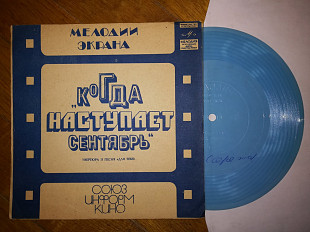 МЕЛОДИИ
ЭКРАНА
„КОГДА
НАСТУПАЕТ
СЕНТЯБРЬ“
СОЮЗ
ИНФОРМ
КИНО